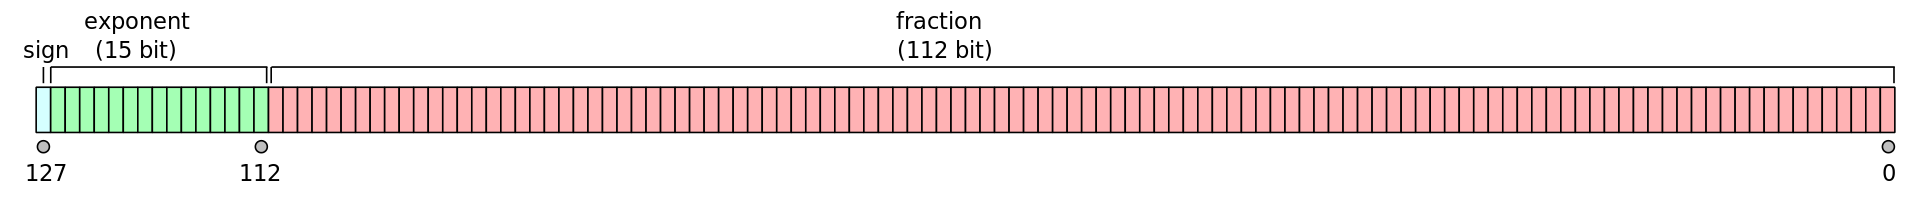 sign
exponent
(15 bit)
fraction
(112 bit)
127
112
0